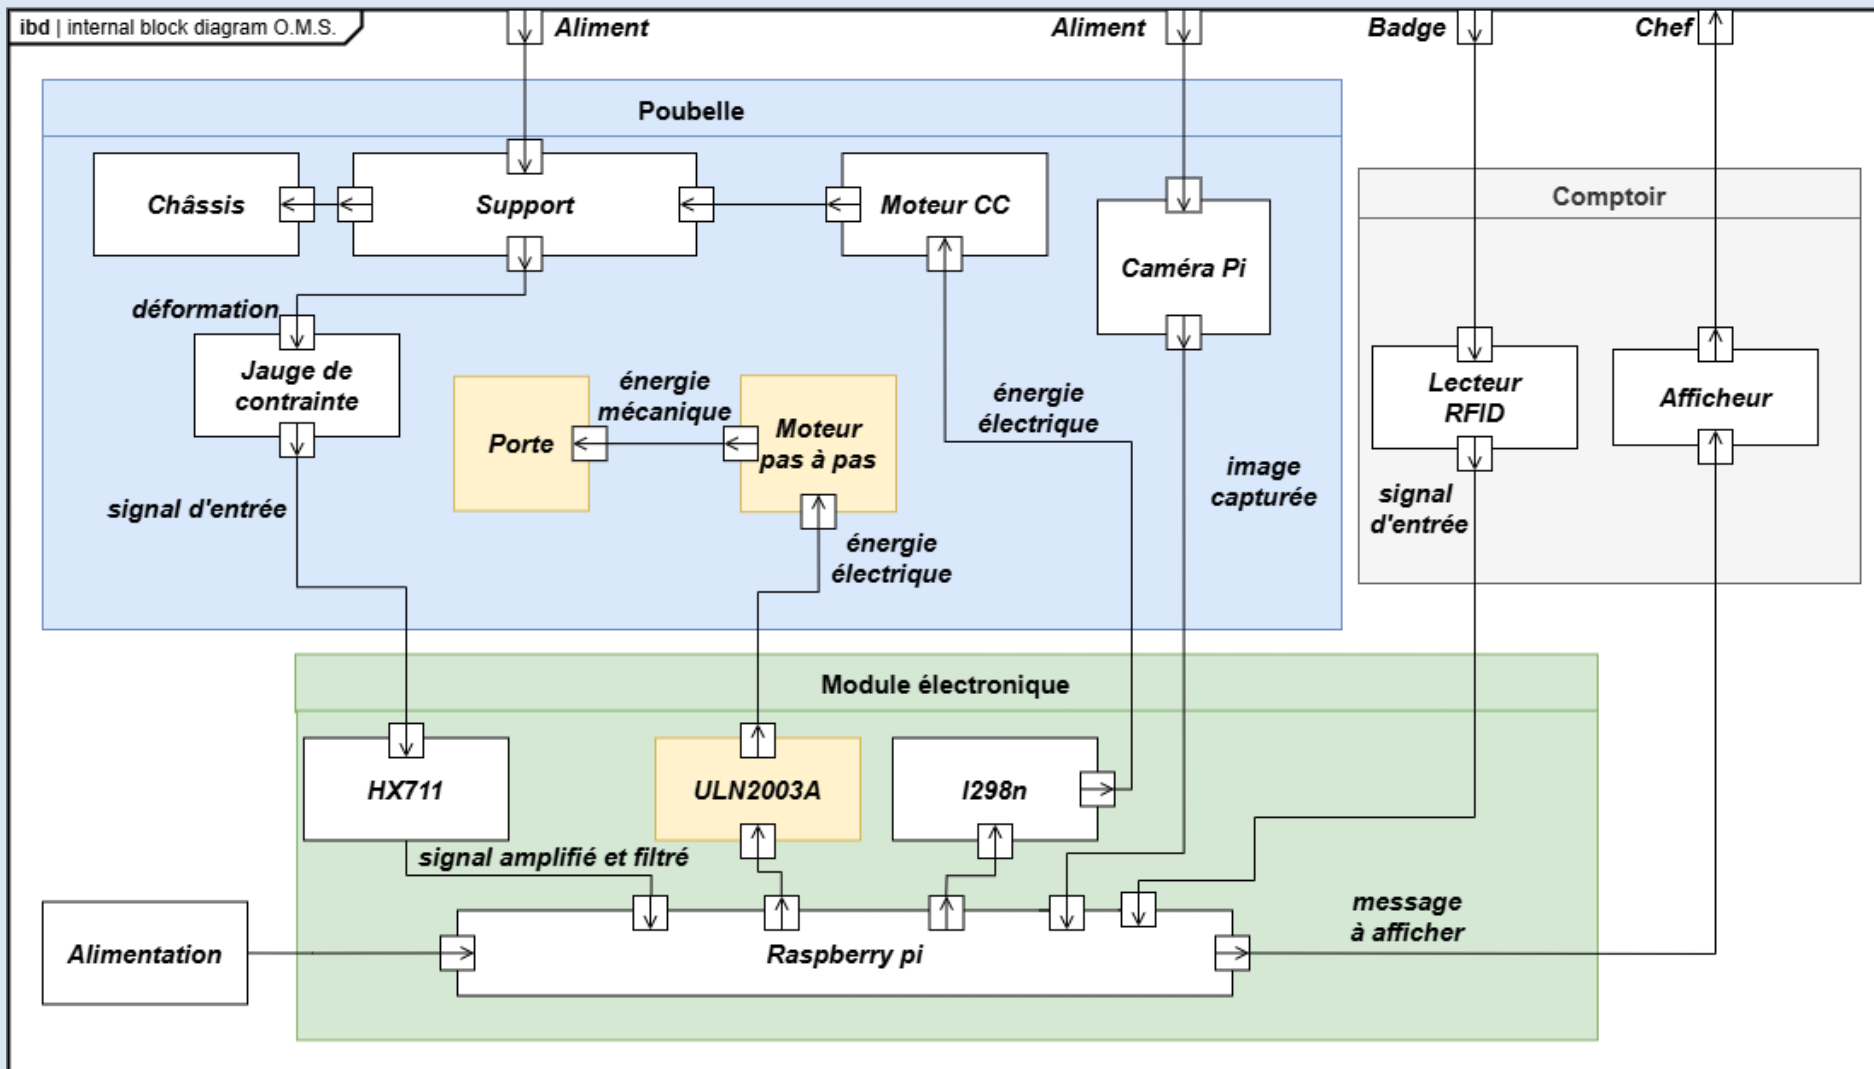 ibd | internal block diagram O.M.S.
Aliment
Aliment
Badge
Chef
Poubelle
Châssis
Support
Moteur CC
Caméra Pi
Comptoir
déformation
Jauge de
contrainte
Porte
énergie
mécanique
Moteur
pas à pas
énergie
électrique
image
capturée
Lecteur
RFID
Afficheur
signal d'entrée
énergie
électrique
signal
d'entrée
Module électronique
HX711
ULN2003A
l298n
signal amplifié et filtré
Alimentation
Raspberry pi
message
à afficher